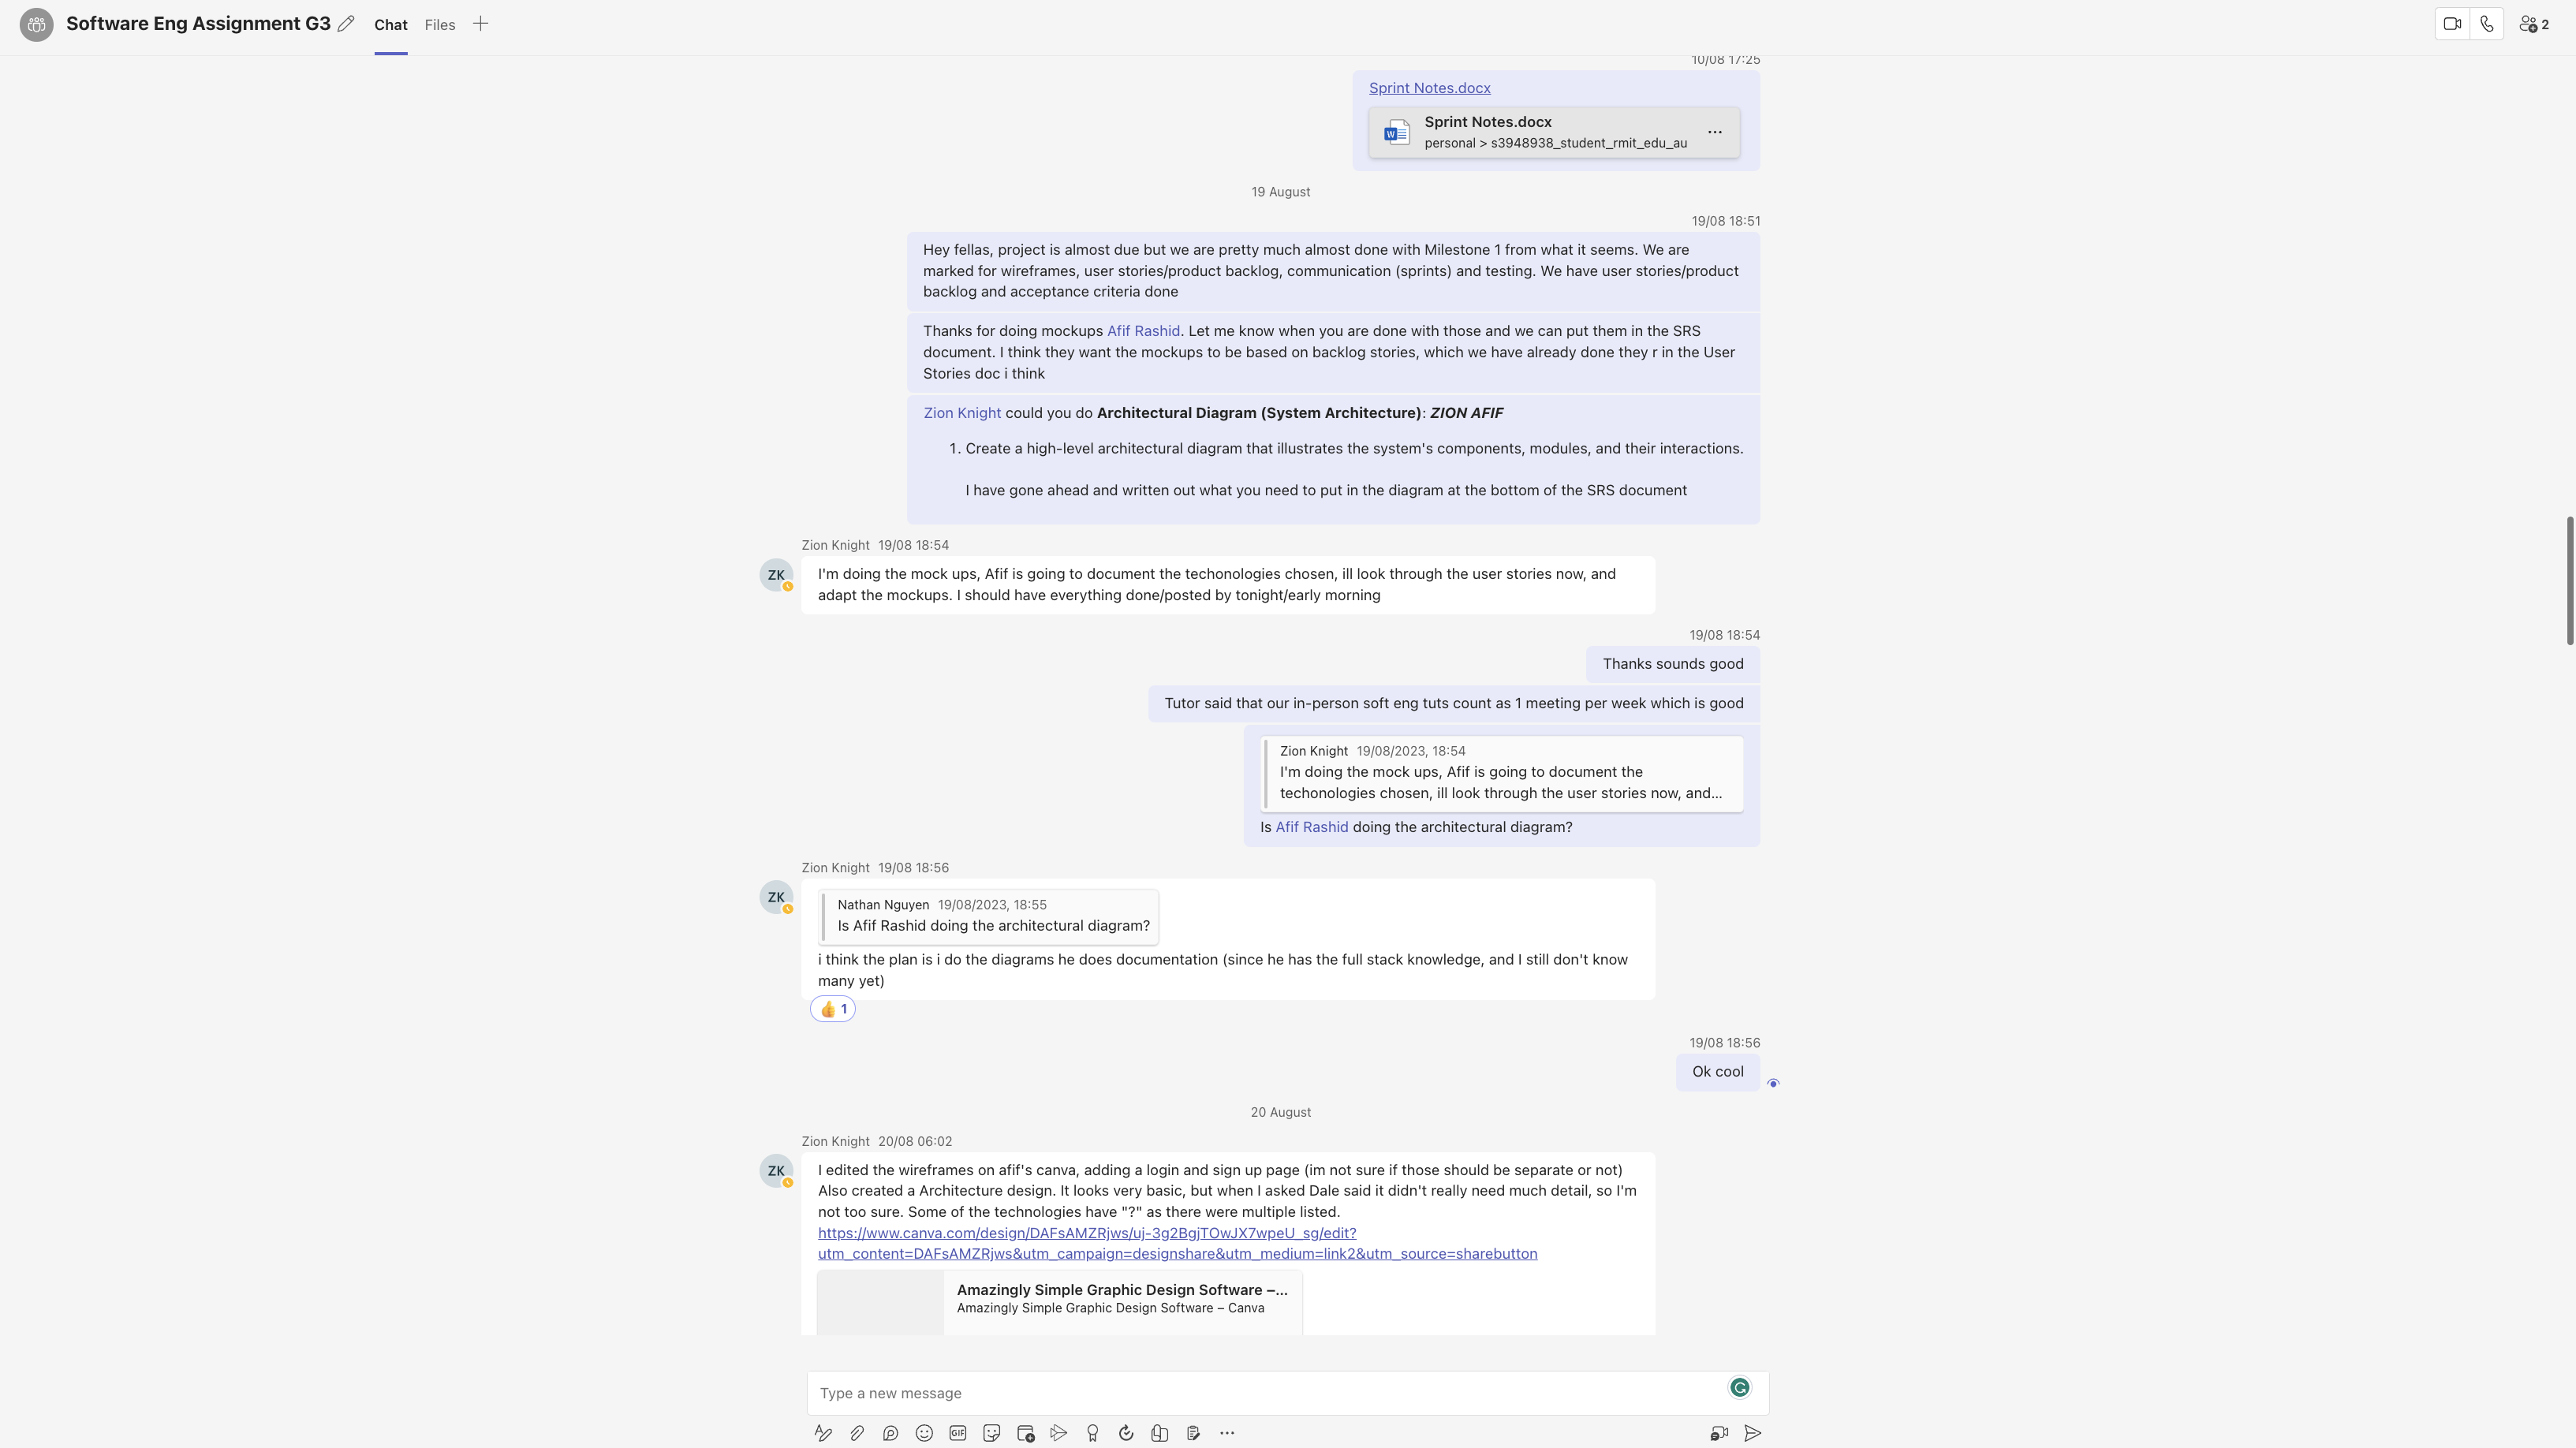 Software Eng Assignment G3
Chat
Files
2
10/08 17:25
Sprint Notes.docx
Sprint Notes.docx
personal > s3948938_student_rmit_edu_au
19 August
19/08 18:51
Hey fellas, project is almost due but we are pretty much almost done with Milestone 1 from what it seems. We are
marked for wireframes, user stories/product backlog, communication (sprints) and testing. We have user stories/product
backlog and acceptance criteria done
Thanks for doing mockups Afif Rashid. Let me know when you are done with those and we can put them in the SRS
document. I think they want the mockups to be based on backlog stories, which we have already done they r in the User
Stories doc i think
Zion Knight could you do Architectural Diagram (System Architecture): ZION AFIF
1. Create a high-level architectural diagram that illustrates the system's components, modules, and their interactions.
I have gone ahead and written out what you need to put in the diagram at the bottom of the SRS document
Zion Knight 19/08 18:54
ZK
I'm doing the mock ups, Afif is going to document the techonologies chosen, ill look through the user stories now, and
adapt the mockups. I should have everything done/posted by tonight/early morning
19/08 18:54
Thanks sounds good
Tutor said that our in-person soft eng tuts count as 1 meeting per week which is good
Zion Knight 19/08/2023, 18:54
I'm doing the mock ups, Afif is going to document the
techonologies chosen, ill look through the user stories now, and...
Is Afif Rashid doing the architectural diagram?
Zion Knight 19/08 18:56
ZK
Nathan Nguyen 19/08/2023, 18:55
Is Afif Rashid doing the architectural diagram?
i think the plan is i do the diagrams he does documentation (since he has the full stack knowledge, and I still don't know
many yet)
👍 1
19/08 18:56
Ok cool
20 August
Zion Knight 20/08 06:02
ZK
I edited the wireframes on afif's canva, adding a login and sign up page (im not sure if those should be separate or not)
Also created a Architecture design. It looks very basic, but when I asked Dale said it didn't really need much detail, so I'm
not too sure. Some of the technologies have "?" as there were multiple listed.
https://www.canva.com/design/DAFsAMZRjws/uj-3g2BgjTOwJX7wpeU_sg/edit?
utm_content=DAFsAMZRjws&utm_campaign=designshare&utm_medium=link2&utm_source=sharebutton
Amazingly Simple Graphic Design Software –...
Amazingly Simple Graphic Design Software – Canva
Type a new message
GIF